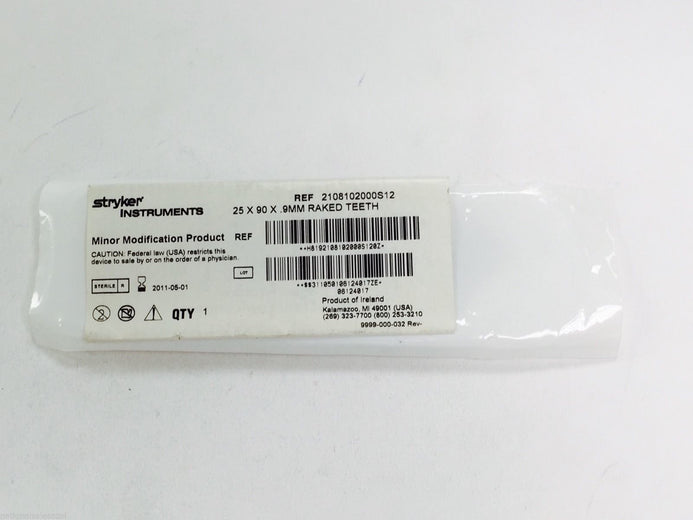 stryker
INSTRUMENTS
REF 2108102000S12
25 X 90 X .9MM RAKED TEETH
Minor Modification Product REF
CAUTION: Federal law (USA) restricts this
device to sale by or on the order of a physician.
LOT
STERILE R 2011-05-01
06124017
2 QTY 1
Product of Ireland
Kalamazoo, MI 49001 (USA)
(269) 323-7700 (800) 253-3210
9999-000-032 Rev-